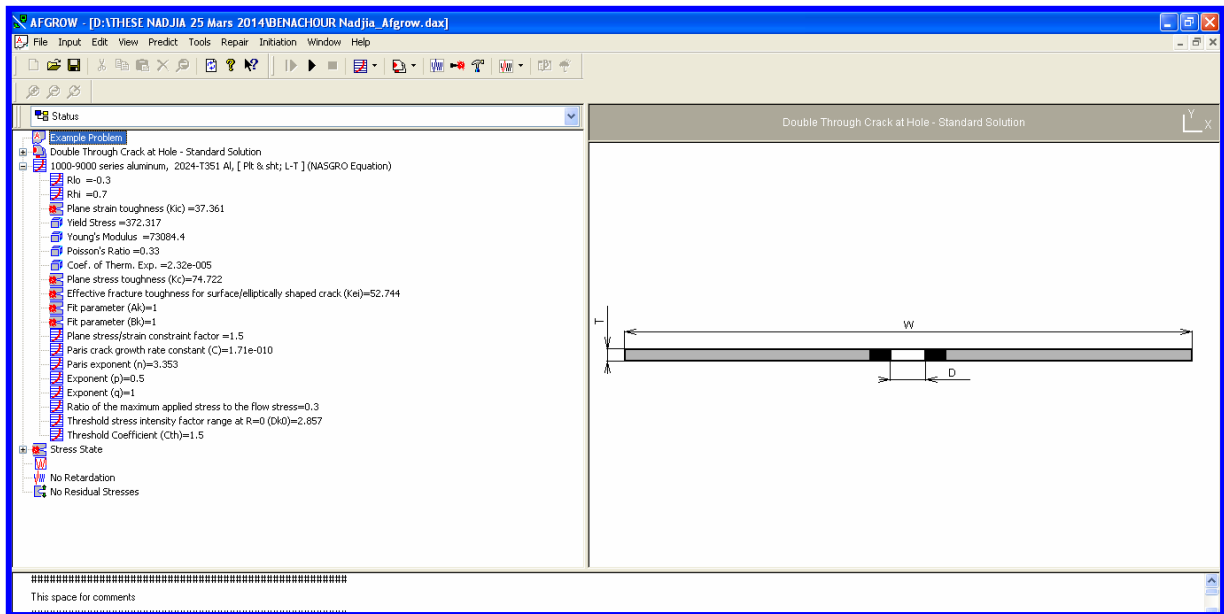 AFGROW - [D:\THESE NADJIA 25 Mars 2014\BENACHOUR Nadjia_Afgrow.dax]
File Input Edit View Predict Tools Repair Initiation Window Help
Status
Example Problem
Double Through Crack at Hole - Standard Solution
1000-9000 series aluminum, 2024-T351 Al, [ Plt & sht; L-T ] (NASGRO Equation)
Rlo =-0.3
Rhi =0.7
Plane strain toughness (Kic) =37.361
Yield Stress =372.317
Young's Modulus =73084.4
Poisson's Ratio =0.33
Coef. of Therm. Exp. =2.32e-005
Plane stress toughness (Kc)=74.722
Effective fracture toughness for surface/elliptically shaped crack (Kei)=52.744
Fit parameter (Ak)=1
Fit parameter (Bk)=1
Plane stress/strain constraint factor =1.5
Paris crack growth rate constant (C)=1.71e-010
Paris exponent (n)=3.353
Exponent (p)=0.5
Exponent (q)=1
Ratio of the maximum applied stress to the flow stress=0.3
Threshold stress intensity factor range at R=0 (Dk0)=2.857
Threshold Coefficient (Cth)=1.5
Stress State
No Retardation
No Residual Stresses
Double Through Crack at Hole - Standard Solution
Y
X
T
W
D
####################################################
This space for comments